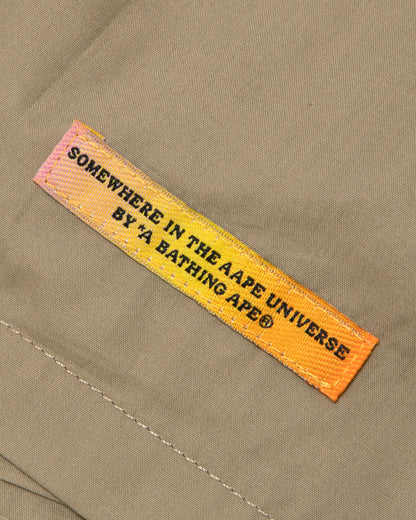 SOMEWHERE IN THE AAPE UNIVERSE
BY *A BATHING APE®